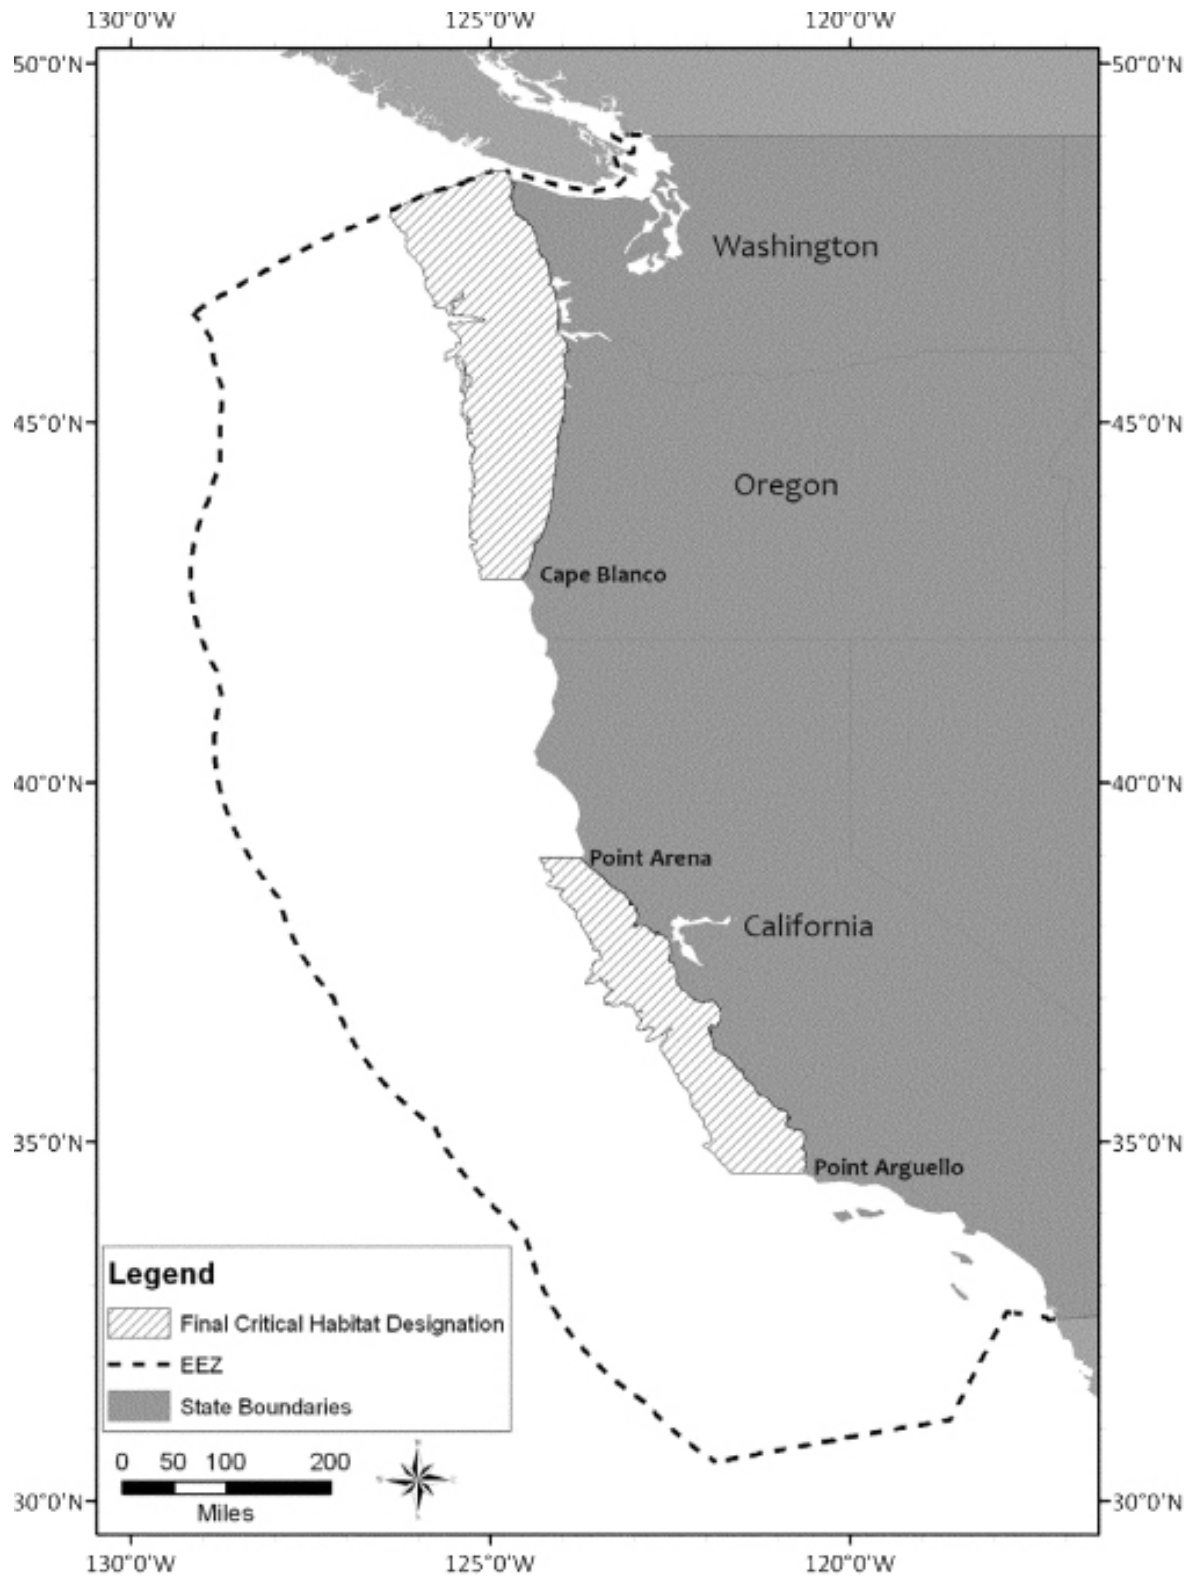 130°0'W 125°0'W 120°0'W
50°0'N 50°0'N
Washington
45°0'N 45°0'N
Oregon
Cape Blanco
40°0'N 40°0'N
Point Arena
California
35°0'N 35°0'N
Point Arguello
Legend
Final Critical Habitat Designation
EEZ
State Boundaries
0 50 100 200
Miles
30°0'N 30°0'N
130°0'W 125°0'W 120°0'W